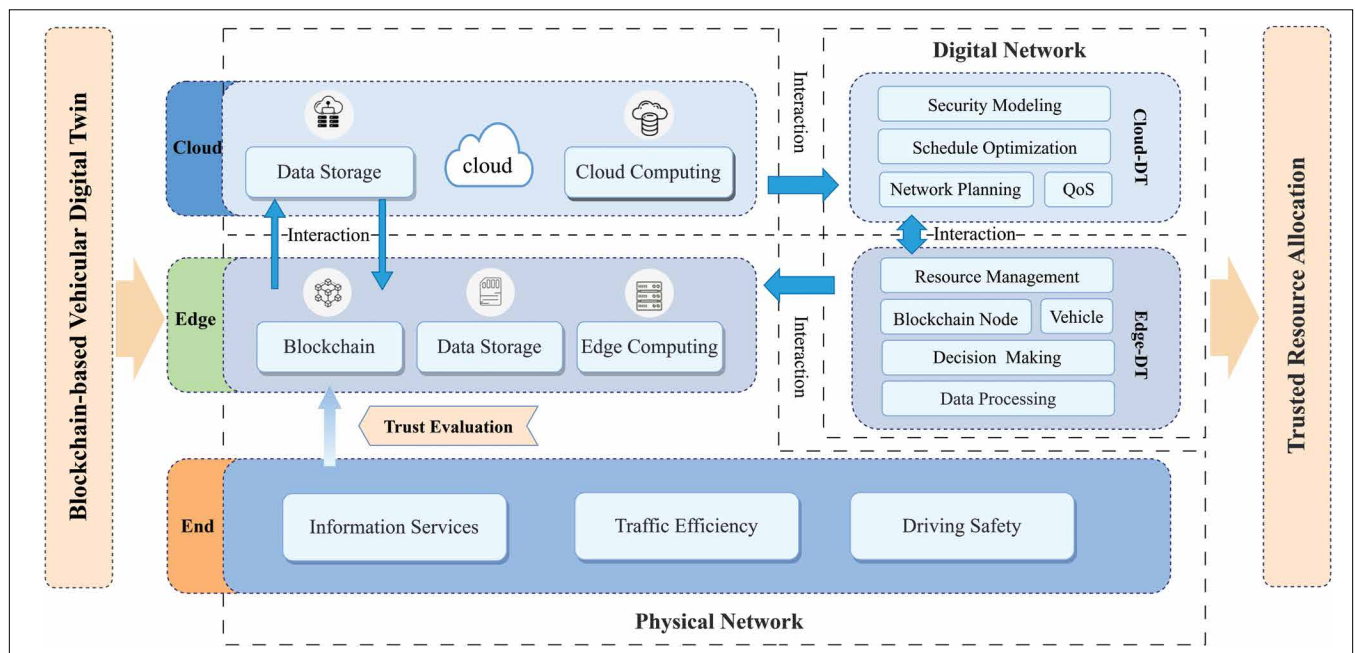 Blockchain-based Vehicular Digital Twin
Cloud
Data Storage
cloud
Cloud Computing
Interaction
Interaction
Digital Network
Security Modeling
Schedule Optimization
Network Planning
QoS
Cloud-DT
Interaction
Edge
Blockchain
Data Storage
Edge Computing
Interaction
Resource Management
Blockchain Node
Vehicle
Decision Making
Data Processing
Edge-DT
Trust Evaluation
End
Information Services
Traffic Efficiency
Driving Safety
Physical Network
Trusted Resource Allocation